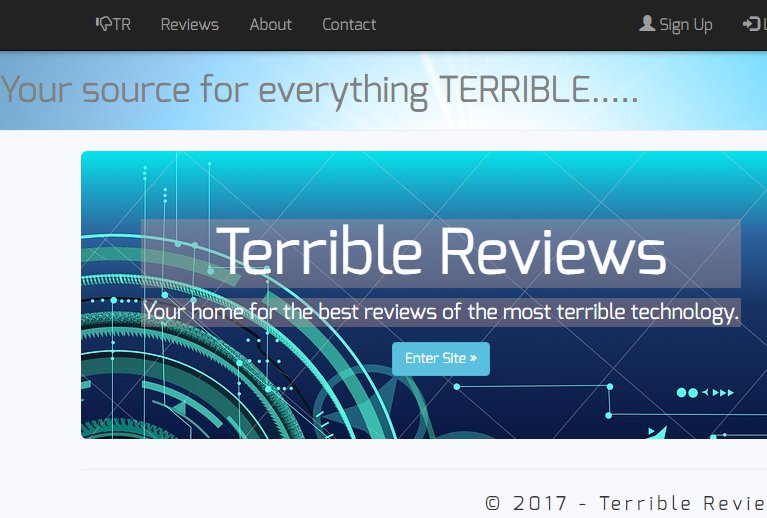 TR Reviews About Contact Sign Up
Your source for everything TERRIBLE.....
Terrible Reviews
Your home for the best reviews of the most terrible technology.
Enter Site »
© 2017 - Terrible Revie